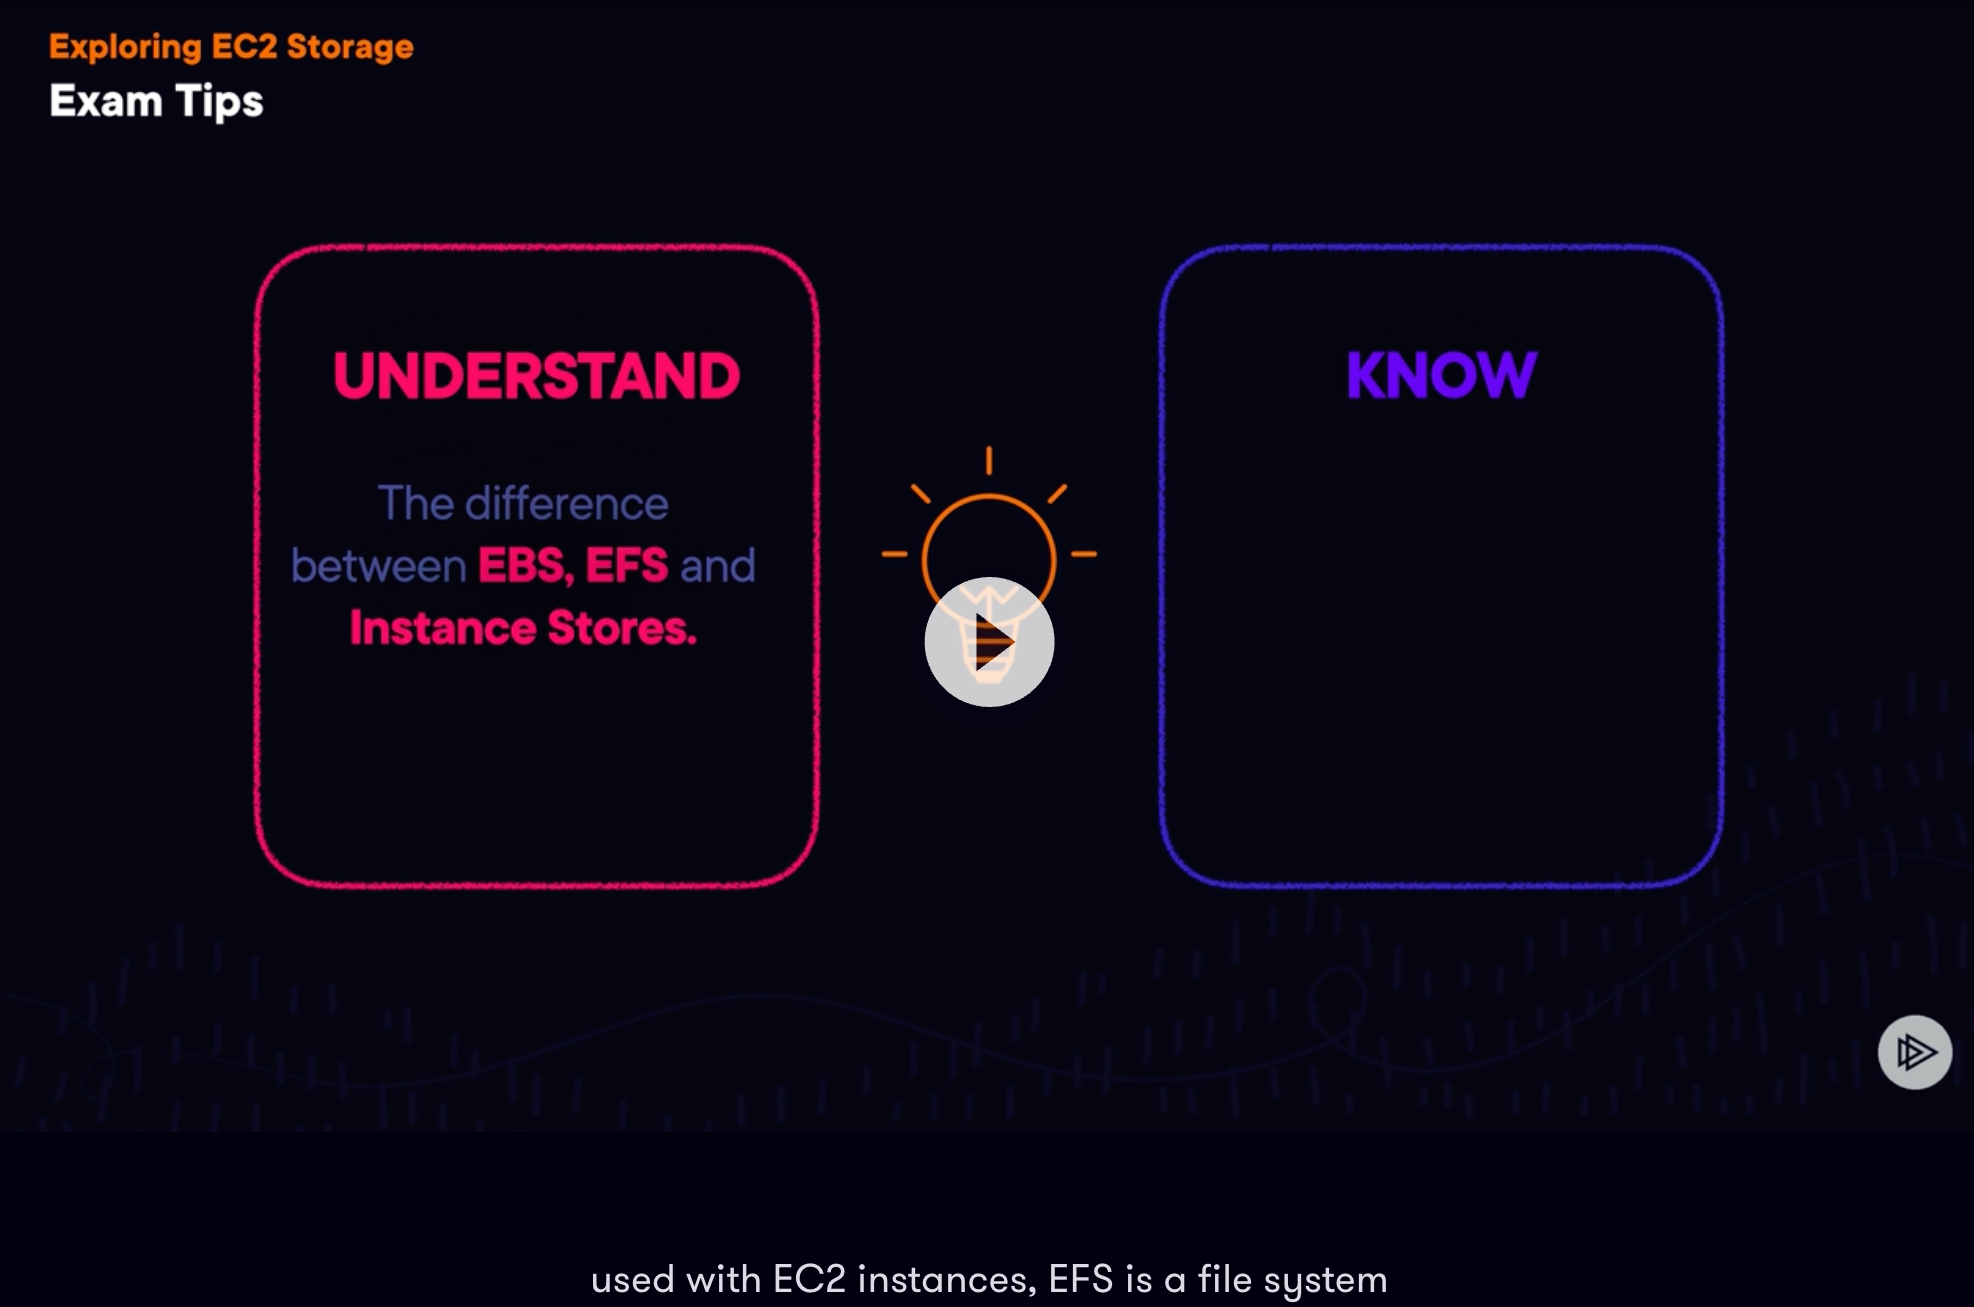 Exploring EC2 Storage
Exam Tips
UNDERSTAND
The difference
between EBS, EFS and
Instance Stores.
KNOW
used with EC2 instances, EFS is a file system